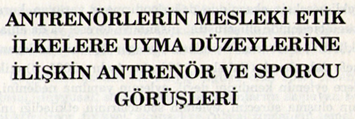 ANTRENÖRLERİN MESLEKİ ETİK
İLKELERE UYMA DÜZEYLERİNE
İLİŞKİN ANTRENÖR VE SPORCU
GÖRÜŞLERİ